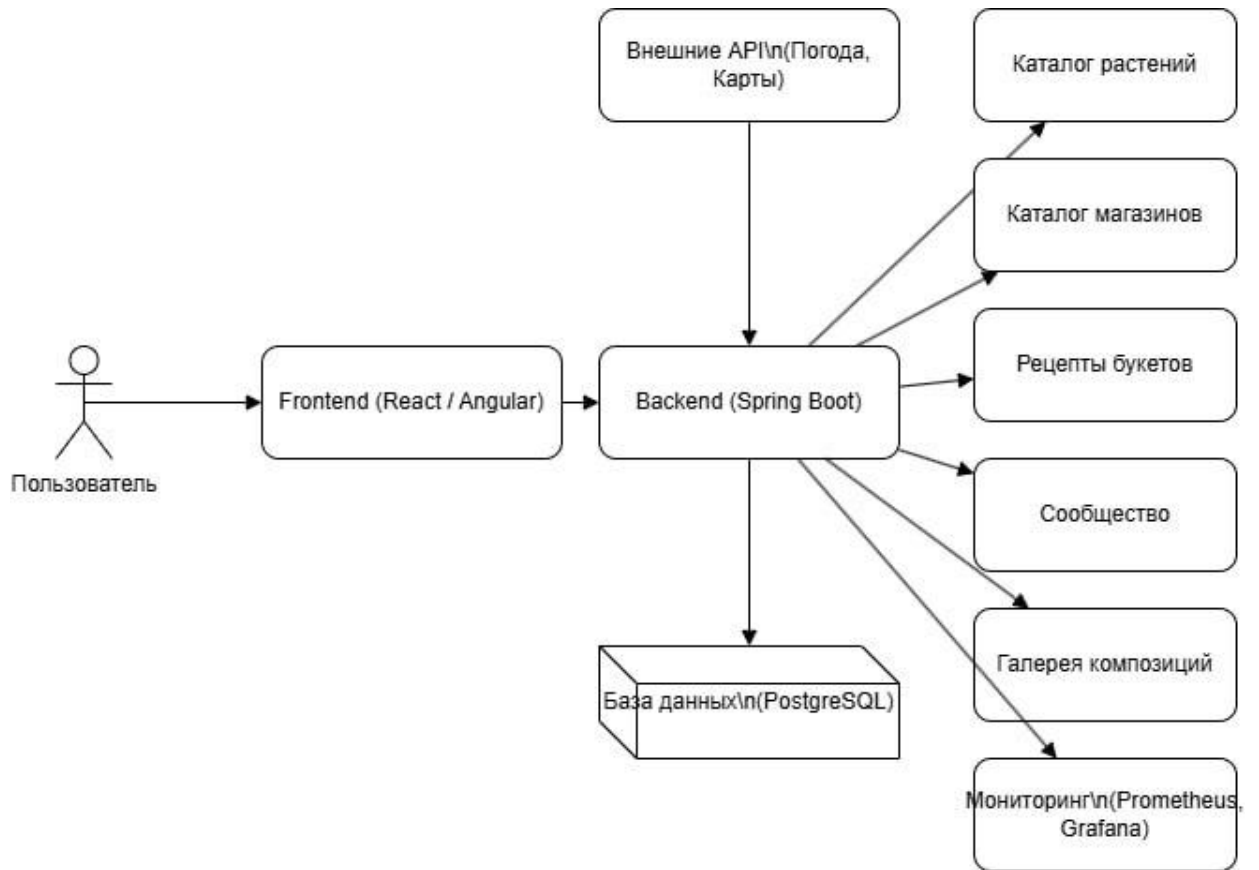 Внешние API\n(Погода,
Карты)
Каталог растений
Каталог магазинов
Рецепты букетов
Пользователь
Frontend (React / Angular)
Backend (Spring Boot)
Сообщество
Галерея композиций
База данных\n(PostgreSQL)
Мониторинг\n(Prometheus,
Grafana)